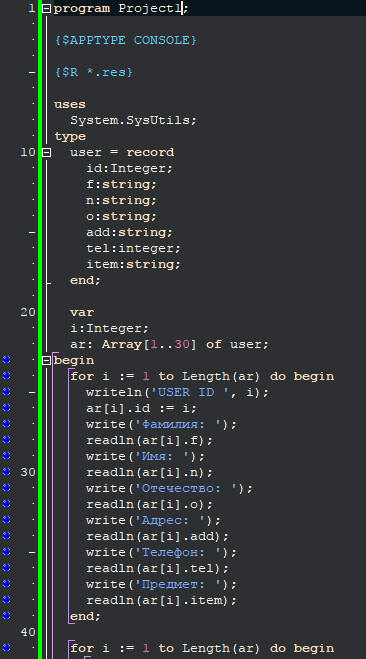 1 program Project1;
{$APPTYPE CONSOLE}
{$R *.res}
uses
System.SysUtils;
type
10 user = record
id:Integer;
f:string;
n:string;
o:string;
add:string;
tel:integer;
item:string;
end;
20 var
i:Integer;
ar: Array[1..30] of user;
begin
for i := 1 to Length(ar) do begin
writeln('USER ID ', i);
ar[i].id := i;
write('Фамилия: ');
readln(ar[i].f);
write('Имя: ');
30 readln(ar[i].n);
write('Отечество: ');
readln(ar[i].o);
write('Адрес: ');
readln(ar[i].add);
write('Телефон: ');
readln(ar[i].tel);
write('Предмет: ');
readln(ar[i].item);
end;
40
for i := 1 to Length(ar) do begin